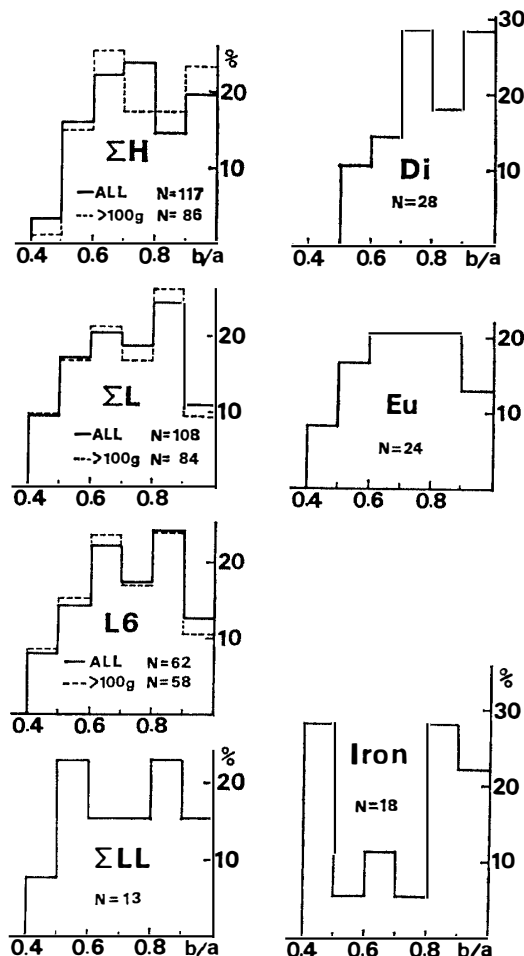 %
20
ΣH
10
ALL N=117
>100g N= 86
0.4 0.6 0.8 b/a
20
ΣL
10
ALL N=108
>100g N= 84
0.4 0.6 0.8
20
L6
10
ALL N=62
>100g N=58
0.4 0.6 0.8
%
20
ΣLL
10
N=13
0.4 0.6 0.8 b/a
30
20
Di
10
N=28
0.4 0.6 0.8 b/a
20
Eu
10
N=24
0.4 0.6 0.8
%
30
Iron
20
N=18
10
0.4 0.6 0.8 b/a